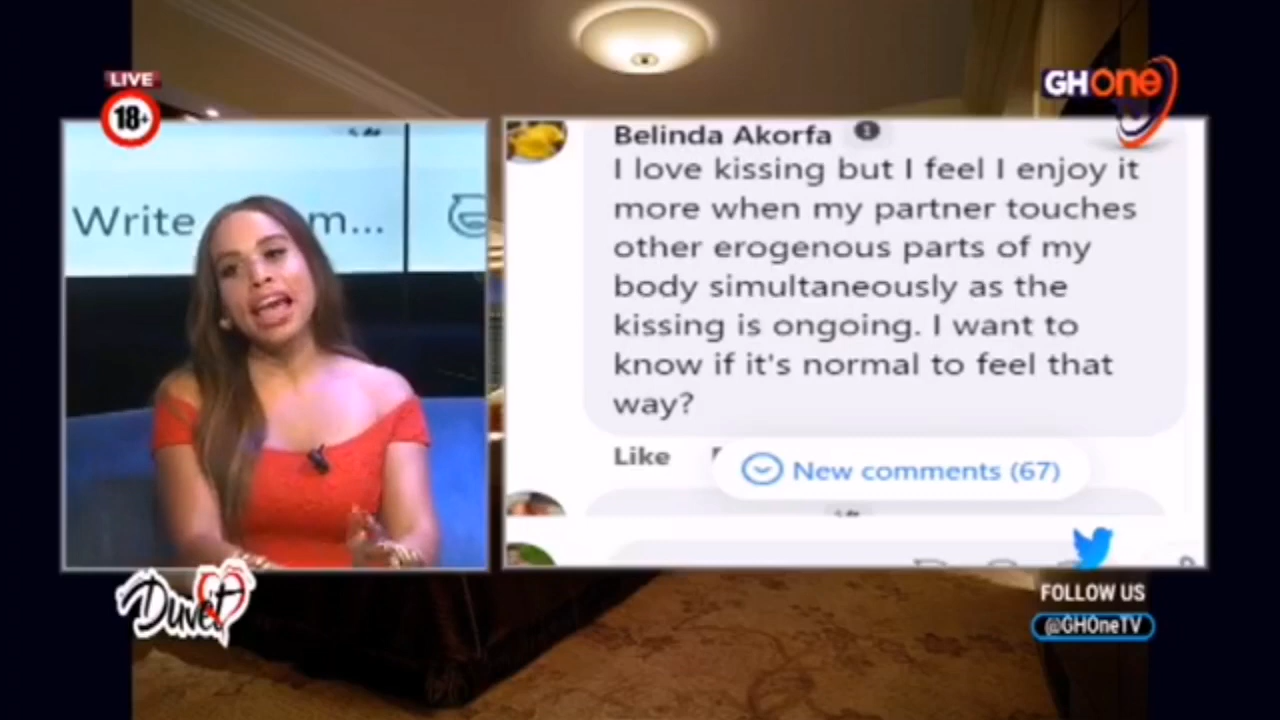 LIVE
18+
GHOne
Write
m...
Belinda Akorfa
I love kissing but I feel I enjoy it
more when my partner touches
other erogenous parts of my
body simultaneously as the
kissing is ongoing. I want to
know if it's normal to feel that
way?
Like
New comments (67)
Duvet
FOLLOW US
@GHOneTV